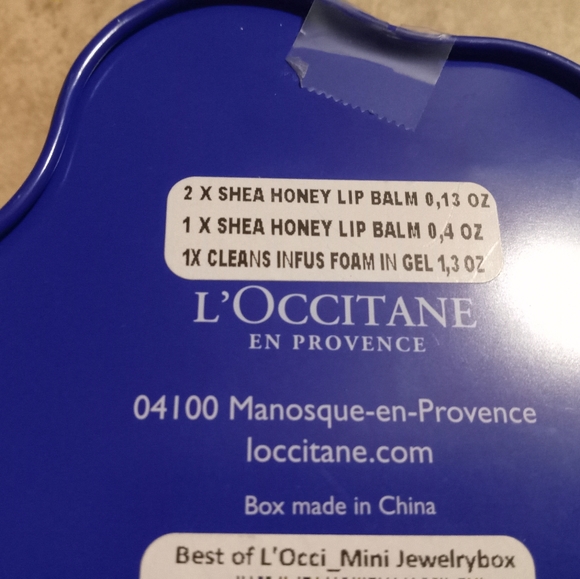 2 X SHEA HONEY LIP BALM 0,13 OZ
1 X SHEA HONEY LIP BALM 0,4 OZ
1X CLEANS INFUS FOAM IN GEL 1,3 OZ
L'OCCITANE
EN PROVENCE
04100 Manosque-en-Provence
loccitane.com
Box made in China
Best of L'Occi_Mini Jewelrybox